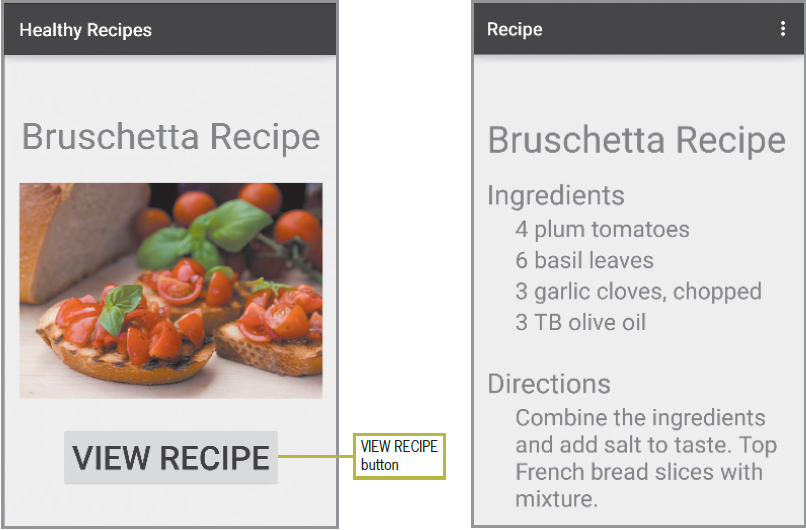 Healthy Recipes
Bruschetta Recipe
VIEW RECIPE
VIEW RECIPE
button
Recipe
Bruschetta Recipe
Ingredients
4 plum tomatoes
6 basil leaves
3 garlic cloves, chopped
3 TB olive oil
Directions
Combine the ingredients
and add salt to taste. Top
French bread slices with
mixture.